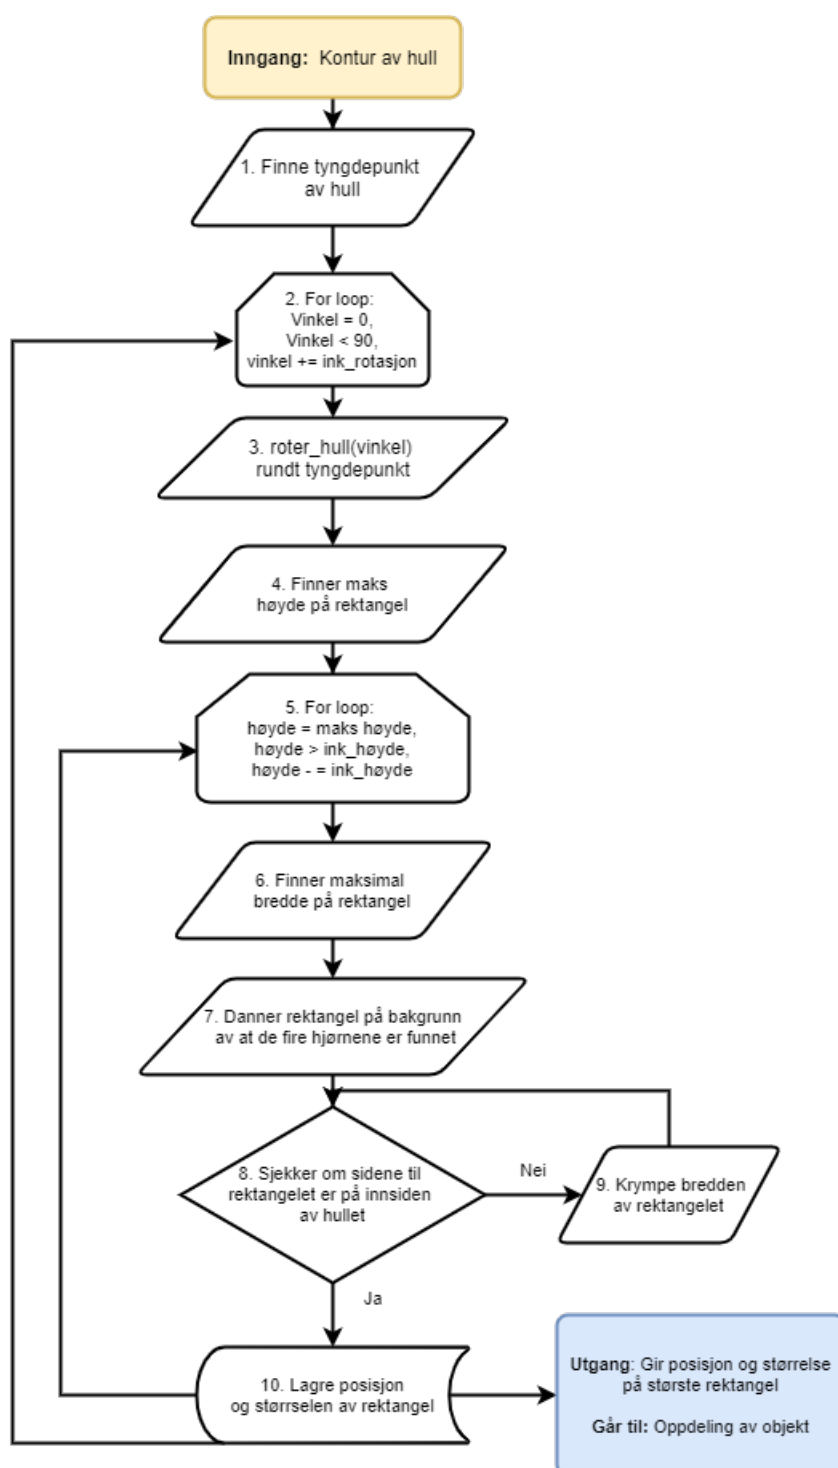 Inngang: Kontur av hull
1. Finne tyngdepunkt
av hull
2. For loop:
Vinkel = 0,
Vinkel < 90,
vinkel += ink_rotasjon
3. roter_hull(vinkel)
rundt tyngdepunkt
4. Finner maks
høyde på rektangel
5. For loop:
høyde = maks høyde,
høyde > ink_høyde,
høyde - = ink_høyde
6. Finner maksimal
bredde på rektangel
7. Danner rektangel på bakgrunn
av at de fire hjørnene er funnet
8. Sjekker om sidene til
rektangelet er på innsiden
av hullet
Nei
9. Krympe bredden
av rektangelet
Ja
10. Lagre posisjon
og størrselen av rektangel
Utgang: Gir posisjon og størrelse
på største rektangel
Går til: Oppdeling av objekt